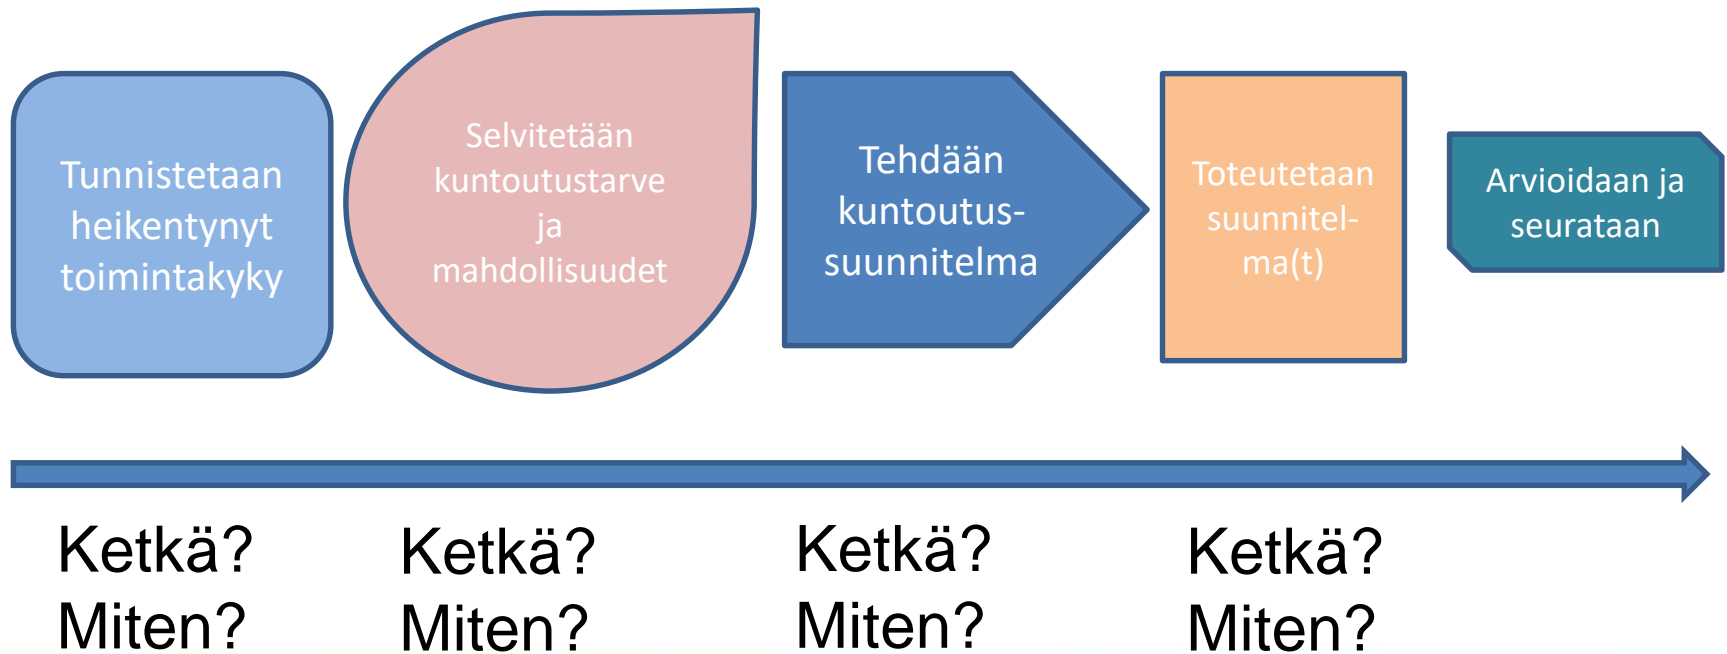 Tunnistetaan
heikentynyt
toimintakyky
Selvitetään
kuntoutustarve
ja
mahdollisuudet
Tehdään
kuntoutus-
suunnitelma
Toteutetaan
suunnitel-
ma(t)
Arvioidaan ja
seurataan
Ketkä?
Miten?
Ketkä?
Miten?
Ketkä?
Miten?
Ketkä?
Miten?